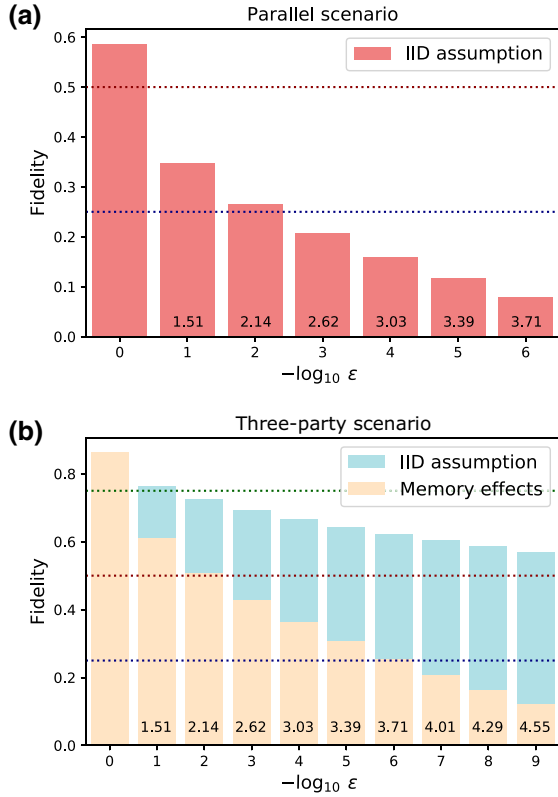 (a)
Parallel scenario
IID assumption
Fidelity
0.6
0.5
0.4
0.3
0.2
0.1
0.0
1.51 2.14 2.62 3.03 3.39 3.71
0 1 2 3 4 5 6
−log10 ε
(b)
Three-party scenario
IID assumption
Memory effects
Fidelity
0.8
0.6
0.4
0.2
0.0
1.51 2.14 2.62 3.03 3.39 3.71 4.01 4.29 4.55
0 1 2 3 4 5 6 7 8 9
−log10 ε